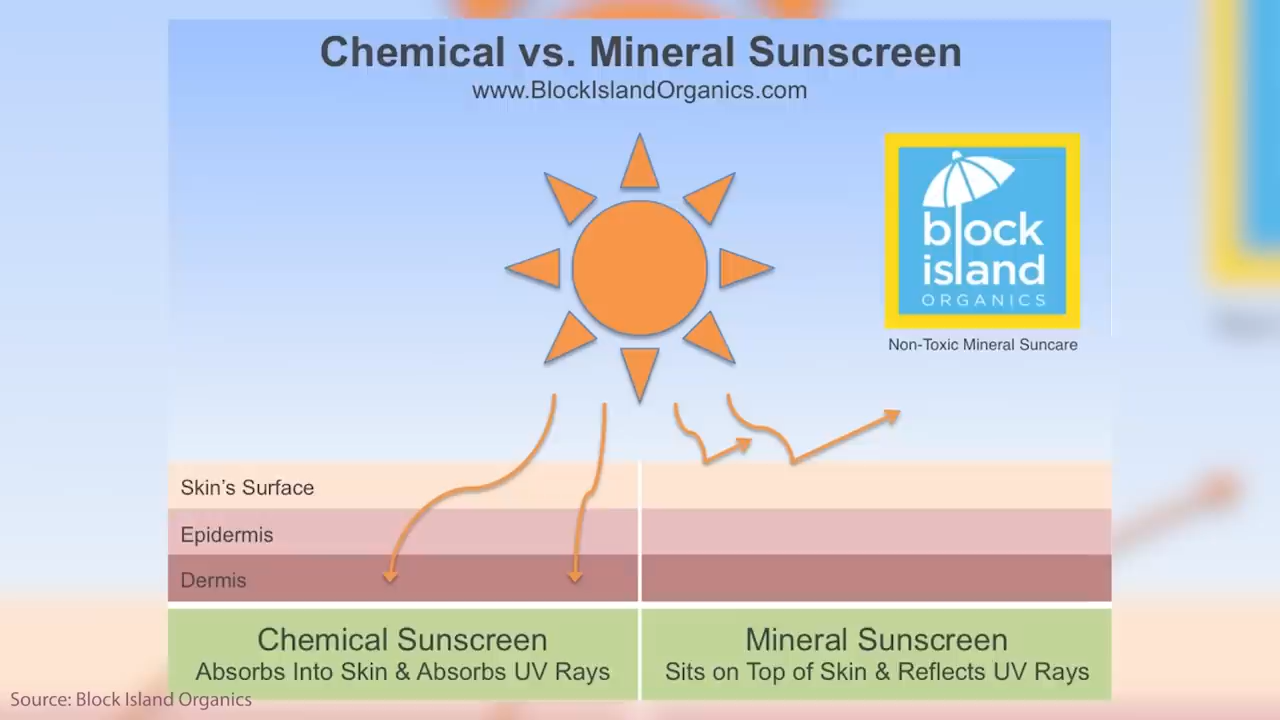 Chemical vs. Mineral Sunscreen
www.BlockIslandOrganics.com
block
island
ORGANICS
Non-Toxic Mineral Suncare
Skin's Surface
Epidermis
Dermis
Chemical Sunscreen
Absorbs Into Skin & Absorbs UV Rays
Mineral Sunscreen
Sits on Top of Skin & Reflects UV Rays
Source: Block Island Organics